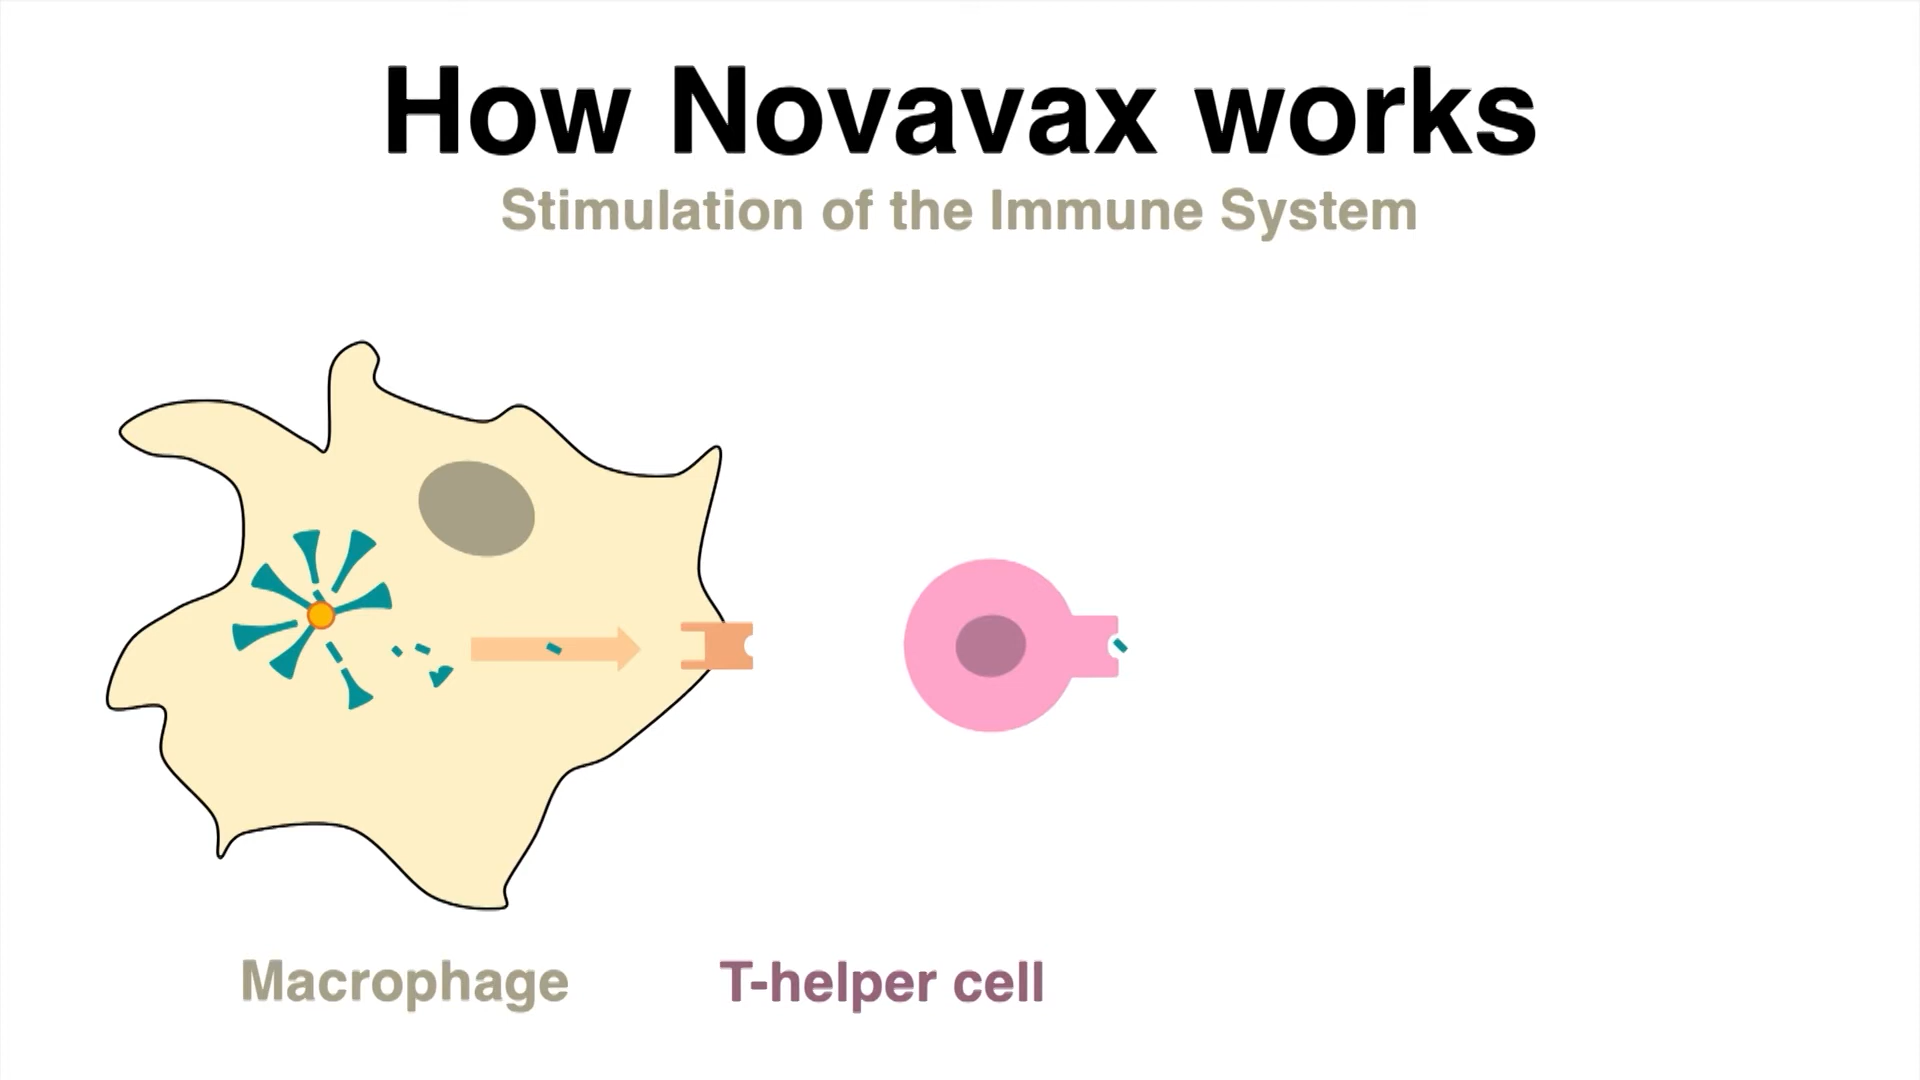 How Novavax works
Stimulation of the Immune System
Macrophage
T-helper cell